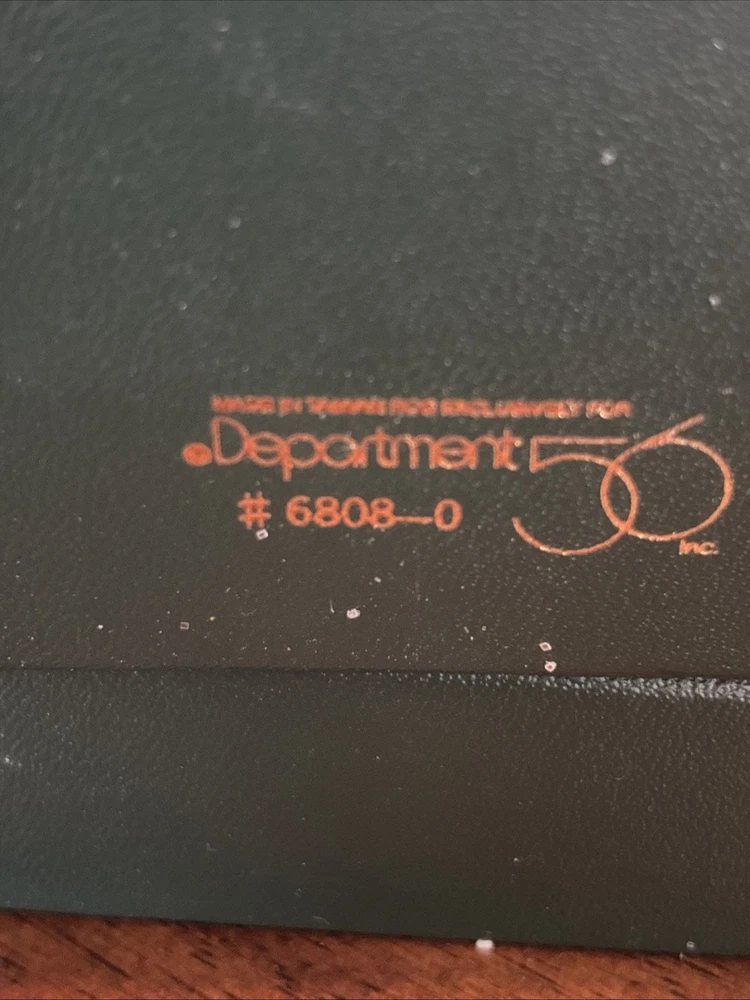 MADE IN TAIWAN ROC EXCLUSIVELY FOR
©Department 56
Inc.
# 6808—0